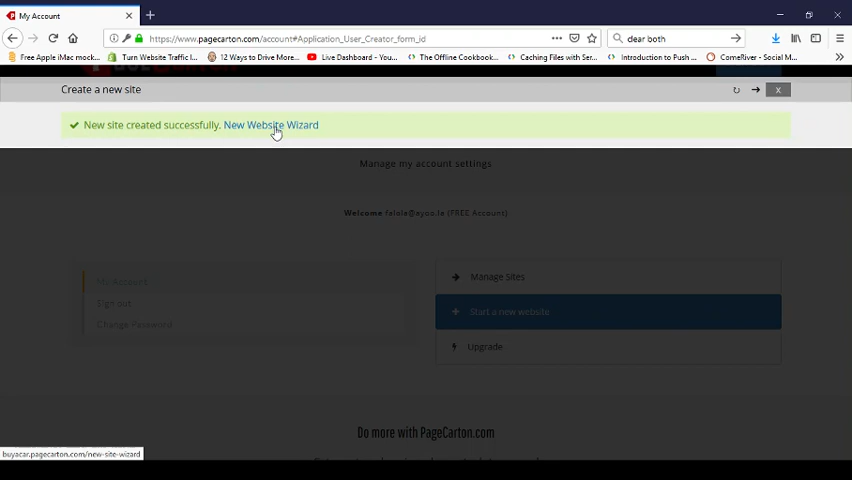 My Account
https://www.pagecarton.com/account#Application_User_Creator_form_id
clear both
Free Apple iMac mock...
Turn Website Traffic I...
12 Ways to Drive More...
Live Dashboard - You...
The Offline Cookbook...
Caching Files with Ser...
Introduction to Push ...
ComeRiver - Social M...
Create a new site
x
New site created successfully. New Website Wizard
Manage my account settings
Welcome falola@ayoo.la (FREE Account)
My Account
Sign out
Change Password
Manage Sites
Start a new website
Upgrade
Do more with PageCarton.com
buyacar.pagecarton.com/new-site-wizard